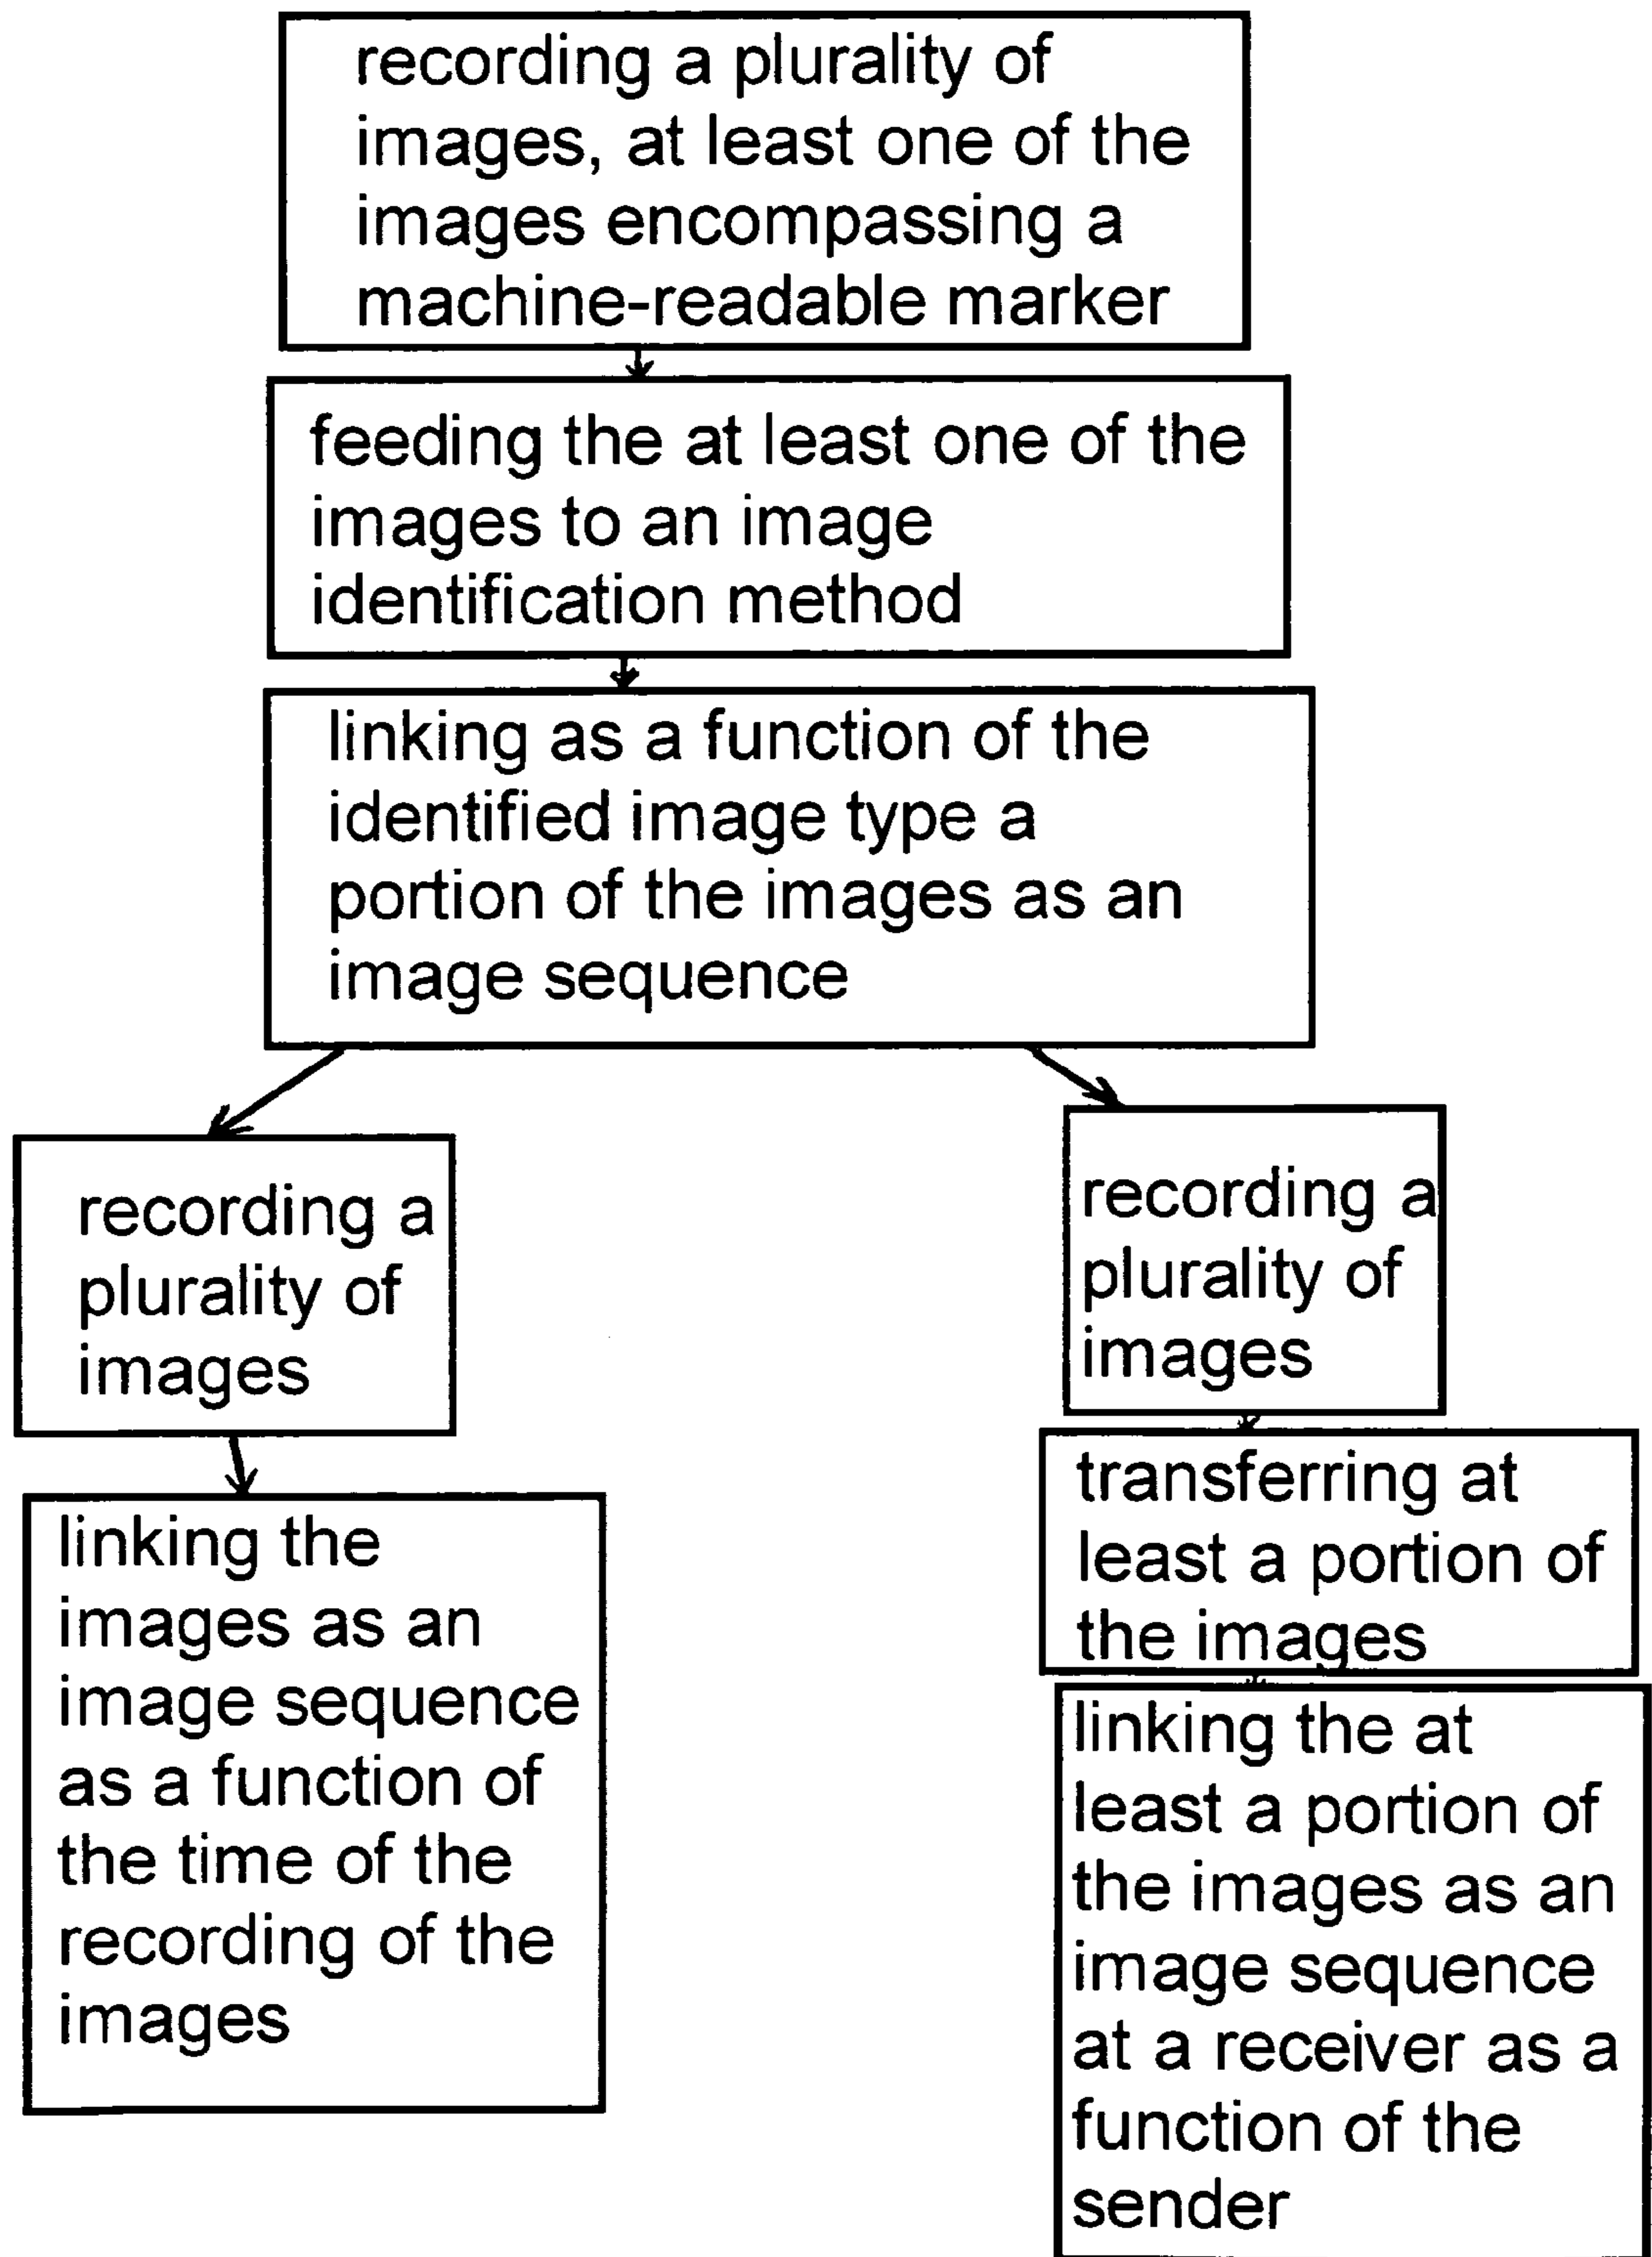 recording a plurality of
images, at least one of the
images encompassing a
machine-readable marker
feeding the at least one of the
images to an image
identification method
linking as a function of the
identified image type a
portion of the images as an
image sequence
recording a
plurality of
images
linking the
images as an
image sequence
as a function of
the time of the
recording of the
images
recording a
plurality of
images
transferring at
least a portion of
the images
linking the at
least a portion of
the images as an
image sequence
at a receiver as a
function of the
sender